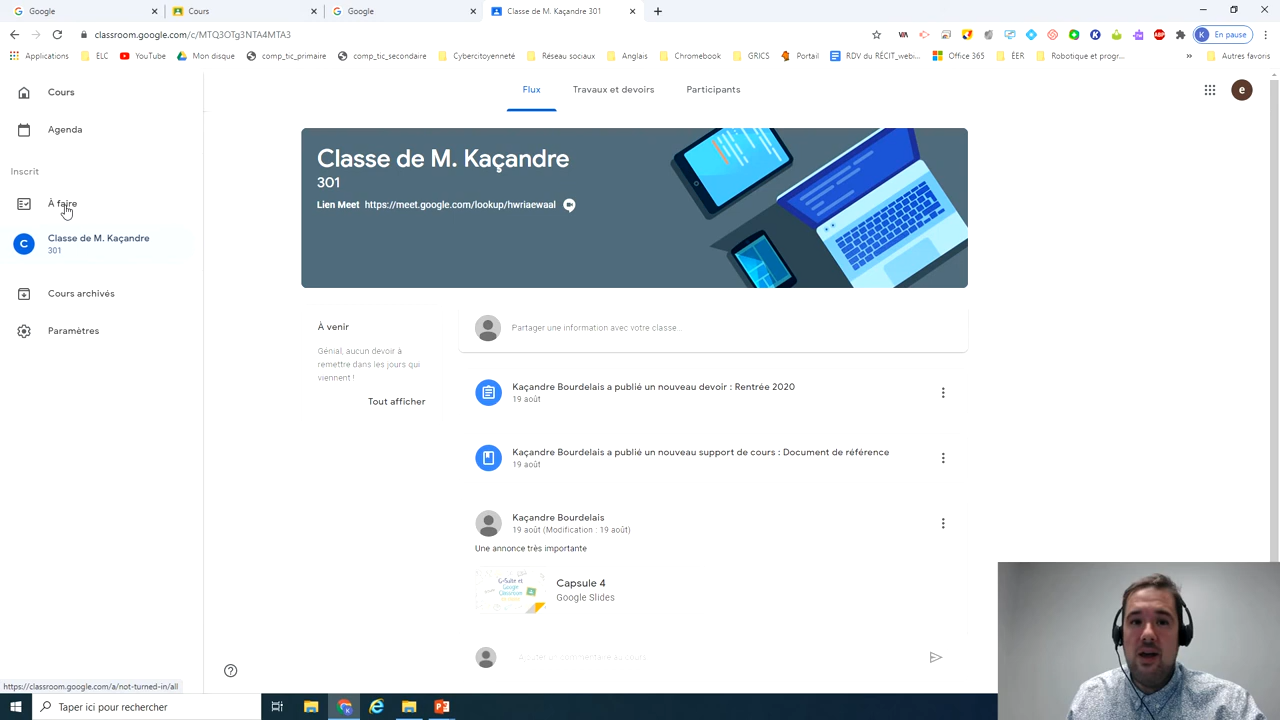 Google
Cours
Google
Classe de M. Kaçandre 301
classroom.google.com/c/MTQ3OTg3NTA4MTA3
K
En pause
Applications
ELC
YouTube
Mon disque
comp_tic_primaire
comp_tic_secondaire
Cybercitoyenneté
Réseau sociaux
Anglais
Chromebook
GRICS
Portail
RDV du RÉCIT_webi...
Office 365
ÉER
Robotique et progr...
»
Autres favoris
Cours
Flux
Travaux et devoirs
Participants
e
Agenda
Inscrit
À faire
C
Classe de M. Kaçandre
301
Cours archivés
Paramètres
Classe de M. Kaçandre
301
Lien Meet https://meet.google.com/lookup/hwriaewaal
À venir
Génial, aucun devoir à
remettre dans les jours qui
viennent !
Tout afficher
Partager une information avec votre classe...
Kaçandre Bourdelais a publié un nouveau devoir : Rentrée 2020
19 août
Kaçandre Bourdelais a publié un nouveau support de cours : Document de référence
19 août
Kaçandre Bourdelais
19 août (Modification : 19 août)
Une annonce très importante
G-Suite et
Google
Classroom
Capsule 4
Google Slides
Ajouter un commentaire au cours...
https://classroom.google.com/a/not-turned-in/all
Taper ici pour rechercher